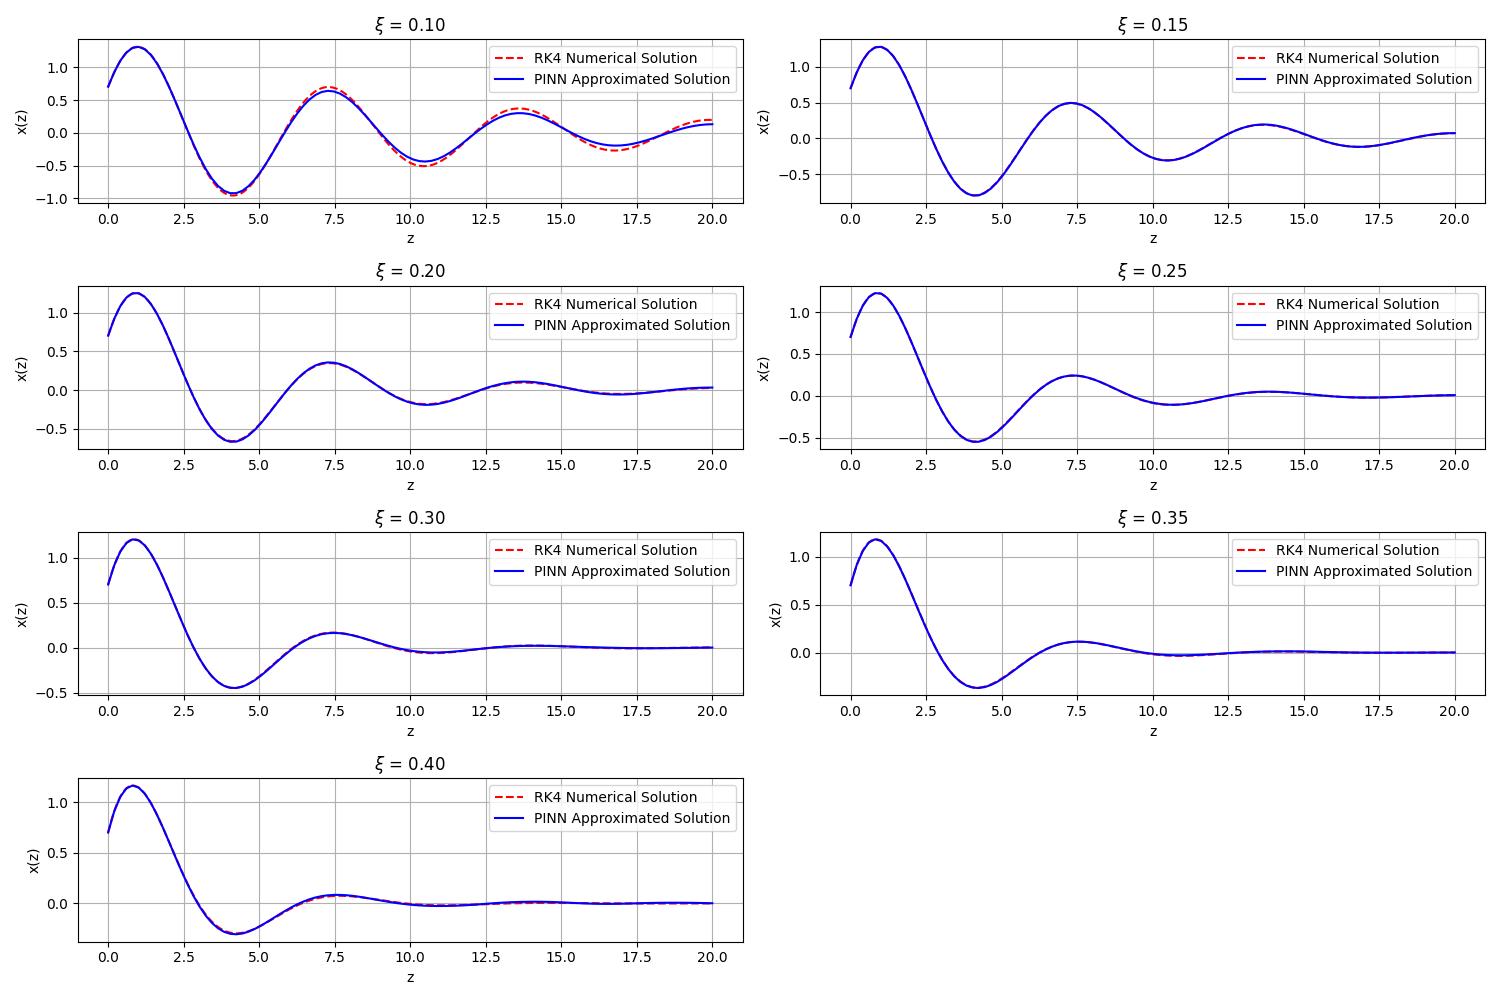 ξ = 0.10
RK4 Numerical Solution
PINN Approximated Solution
x(z)
1.0
0.5
0.0
−0.5
−1.0
0.0 2.5 5.0 7.5 10.0 12.5 15.0 17.5 20.0
z
ξ = 0.15
RK4 Numerical Solution
PINN Approximated Solution
x(z)
1.0
0.5
0.0
−0.5
0.0 2.5 5.0 7.5 10.0 12.5 15.0 17.5 20.0
z
ξ = 0.20
RK4 Numerical Solution
PINN Approximated Solution
x(z)
1.0
0.5
0.0
−0.5
0.0 2.5 5.0 7.5 10.0 12.5 15.0 17.5 20.0
z
ξ = 0.25
RK4 Numerical Solution
PINN Approximated Solution
x(z)
1.0
0.5
0.0
−0.5
0.0 2.5 5.0 7.5 10.0 12.5 15.0 17.5 20.0
z
ξ = 0.30
RK4 Numerical Solution
PINN Approximated Solution
x(z)
1.0
0.5
0.0
−0.5
0.0 2.5 5.0 7.5 10.0 12.5 15.0 17.5 20.0
z
ξ = 0.35
RK4 Numerical Solution
PINN Approximated Solution
x(z)
1.0
0.5
0.0
0.0 2.5 5.0 7.5 10.0 12.5 15.0 17.5 20.0
z
ξ = 0.40
RK4 Numerical Solution
PINN Approximated Solution
x(z)
1.0
0.5
0.0
0.0 2.5 5.0 7.5 10.0 12.5 15.0 17.5 20.0
z